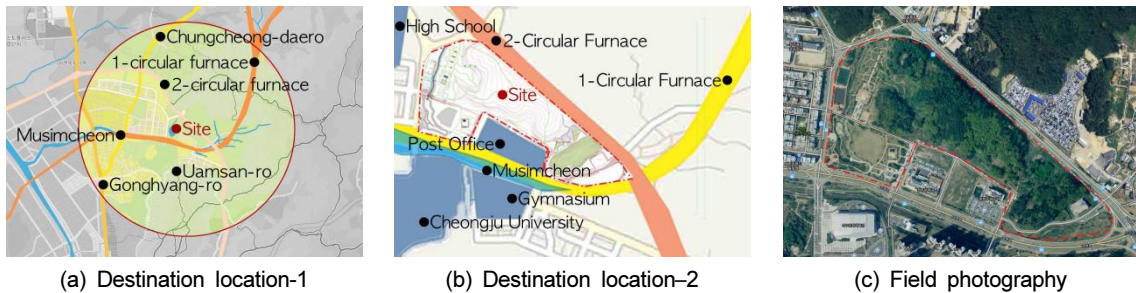 Chungcheong-daero
1-circular furnace
2-circular furnace
Site
Musimcheon
Uamsan-ro
Gonghyang-ro
(a) Destination location-1
High School
2-Circular Furnace
1-Circular Furnace
Site
Post Office
Musimcheon
Gymnasium
Cheongju University
(b) Destination location–2
(c) Field photography